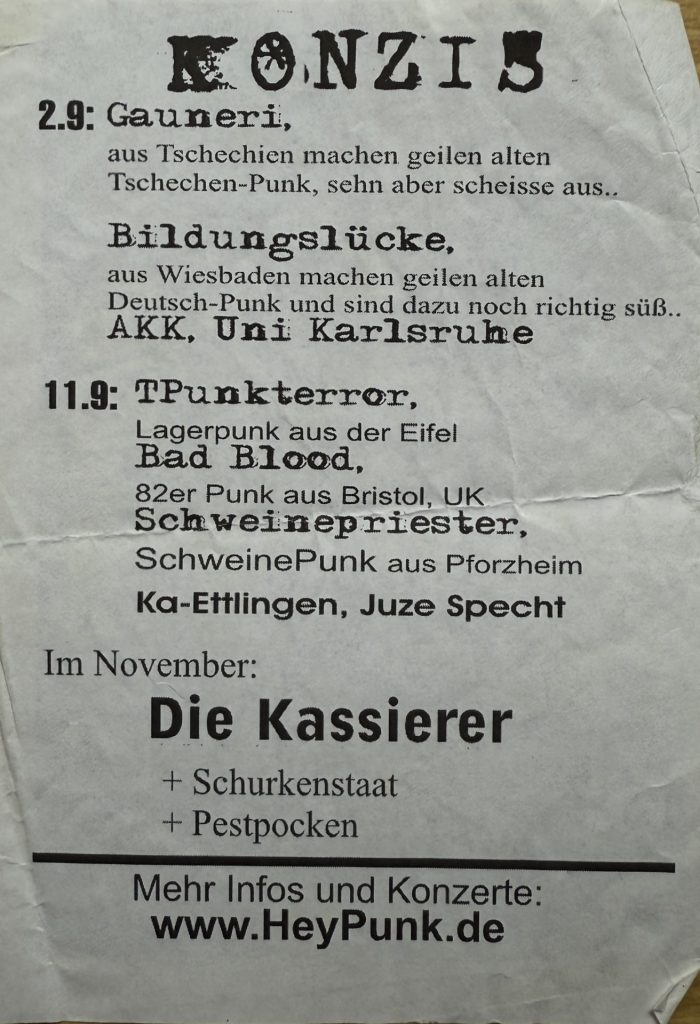 KONZIS
2.9: Gauneri,
aus Tschechien machen geilen alten
Tschechen-Punk, sehn aber scheisse aus..
Bildungslücke,
aus Wiesbaden machen geilen alten
Deutsch-Punk und sind dazu noch richtig süß..
AKK, Uni Karlsruhe
11.9: TPunkterror,
Lagerpunk aus der Eifel
Bad Blood,
82er Punk aus Bristol, UK
Schweinepriester,
SchweinePunk aus Pforzheim
Ka-Ettlingen, Juze Specht
Im November:
Die Kassierer
+ Schurkenstaat
+ Pestpocken
Mehr Infos und Konzerte:
www.HeyPunk.de